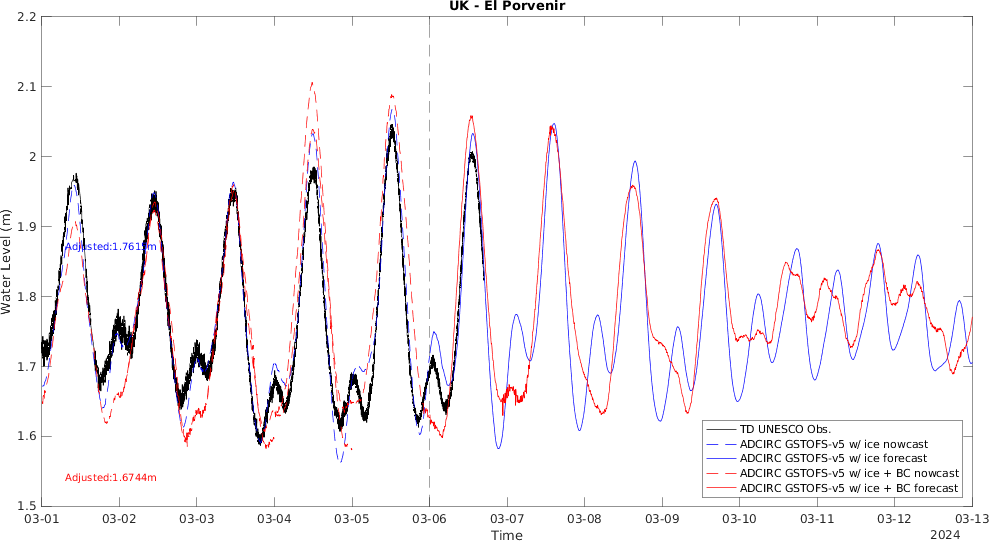 UK - El Porvenir
2.2
2.1
2
1.9
1.8
1.7
1.6
1.5
Water Level (m)
Adjusted:1.7619m
Adjusted:1.6744m
TD UNESCO Obs.
ADCIRC GSTOFS-v5 w/ ice nowcast
ADCIRC GSTOFS-v5 w/ ice forecast
ADCIRC GSTOFS-v5 w/ ice + BC nowcast
ADCIRC GSTOFS-v5 w/ ice + BC forecast
03-01 03-02 03-03 03-04 03-05 03-06 03-07 03-08 03-09 03-10 03-11 03-12 03-13
Time
2024